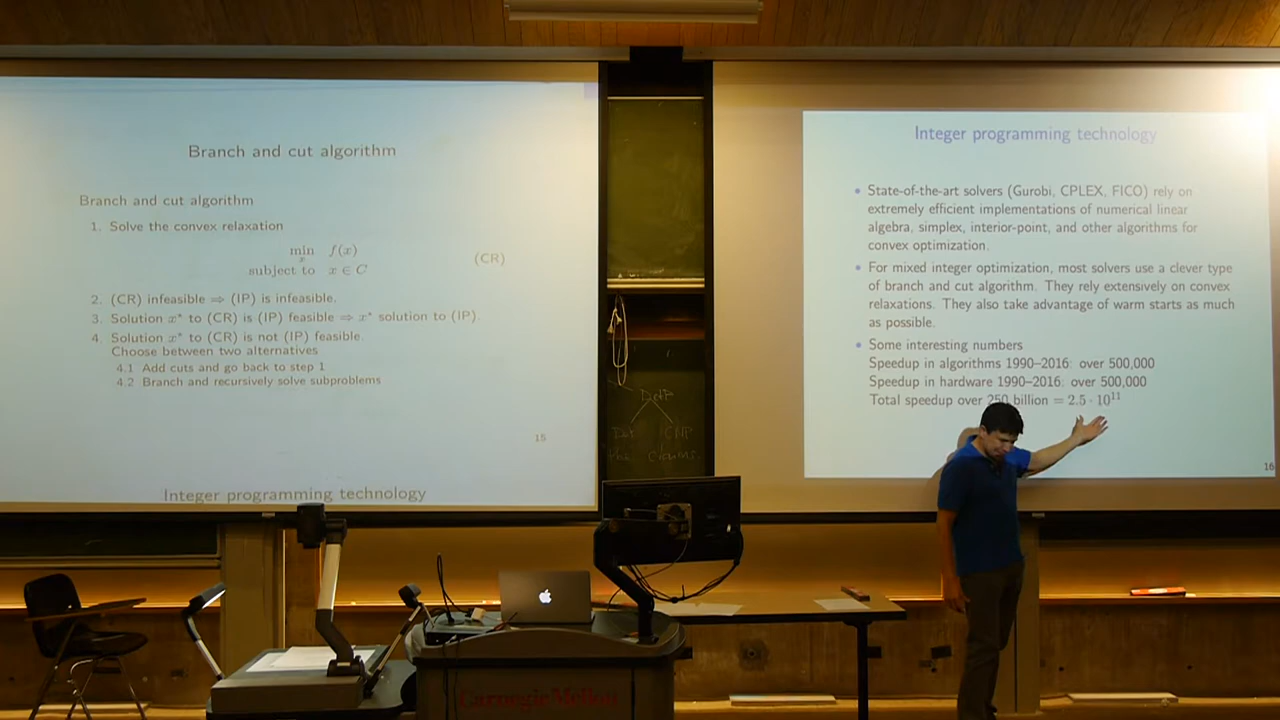 Branch and cut algorithm
Branch and cut algorithm
1. Solve the convex relaxation
min f(x)
x
subject to x ∈ C
(CR)
2. (CR) infeasible ⇒ (IP) is infeasible.
3. Solution x* to (CR) is (IP) feasible ⇒ x* solution to (IP).
4. Solution x* to (CR) is not (IP) feasible.
Choose between two alternatives
4.1 Add cuts and go back to step 1
4.2 Branch and recursively solve subproblems
15
Integer programming technology
Integer programming technology
• State-of-the-art solvers (Gurobi, CPLEX, FICO) rely on
extremely efficient implementations of numerical linear
algebra, simplex, interior-point, and other algorithms for
convex optimization.
• For mixed integer optimization, most solvers use a clever type
of branch and cut algorithm. They rely extensively on convex
relaxations. They also take advantage of warm starts as much
as possible.
• Some interesting numbers
Speedup in algorithms 1990–2016: over 500,000
Speedup in hardware 1990–2016: over 500,000
Total speedup over 250 billion = 2.5 · 10¹¹
16
Carnegie Mellon